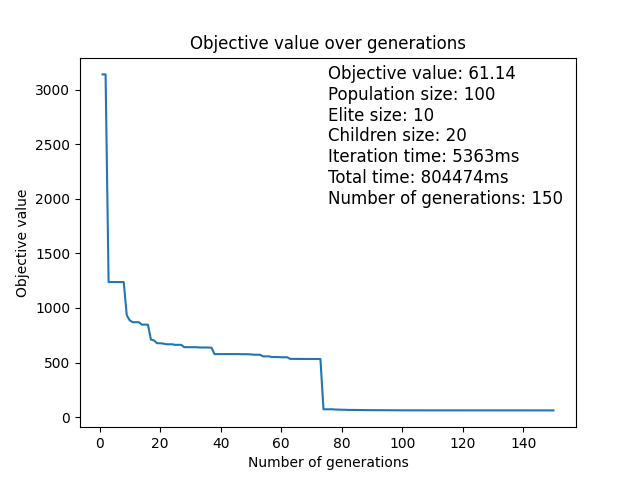 Objective value over generations
Objective value: 61.14
Population size: 100
Elite size: 10
Children size: 20
Iteration time: 5363ms
Total time: 804474ms
Number of generations: 150
Objective value
3000
2500
2000
1500
1000
500
0
0 20 40 60 80 100 120 140
Number of generations